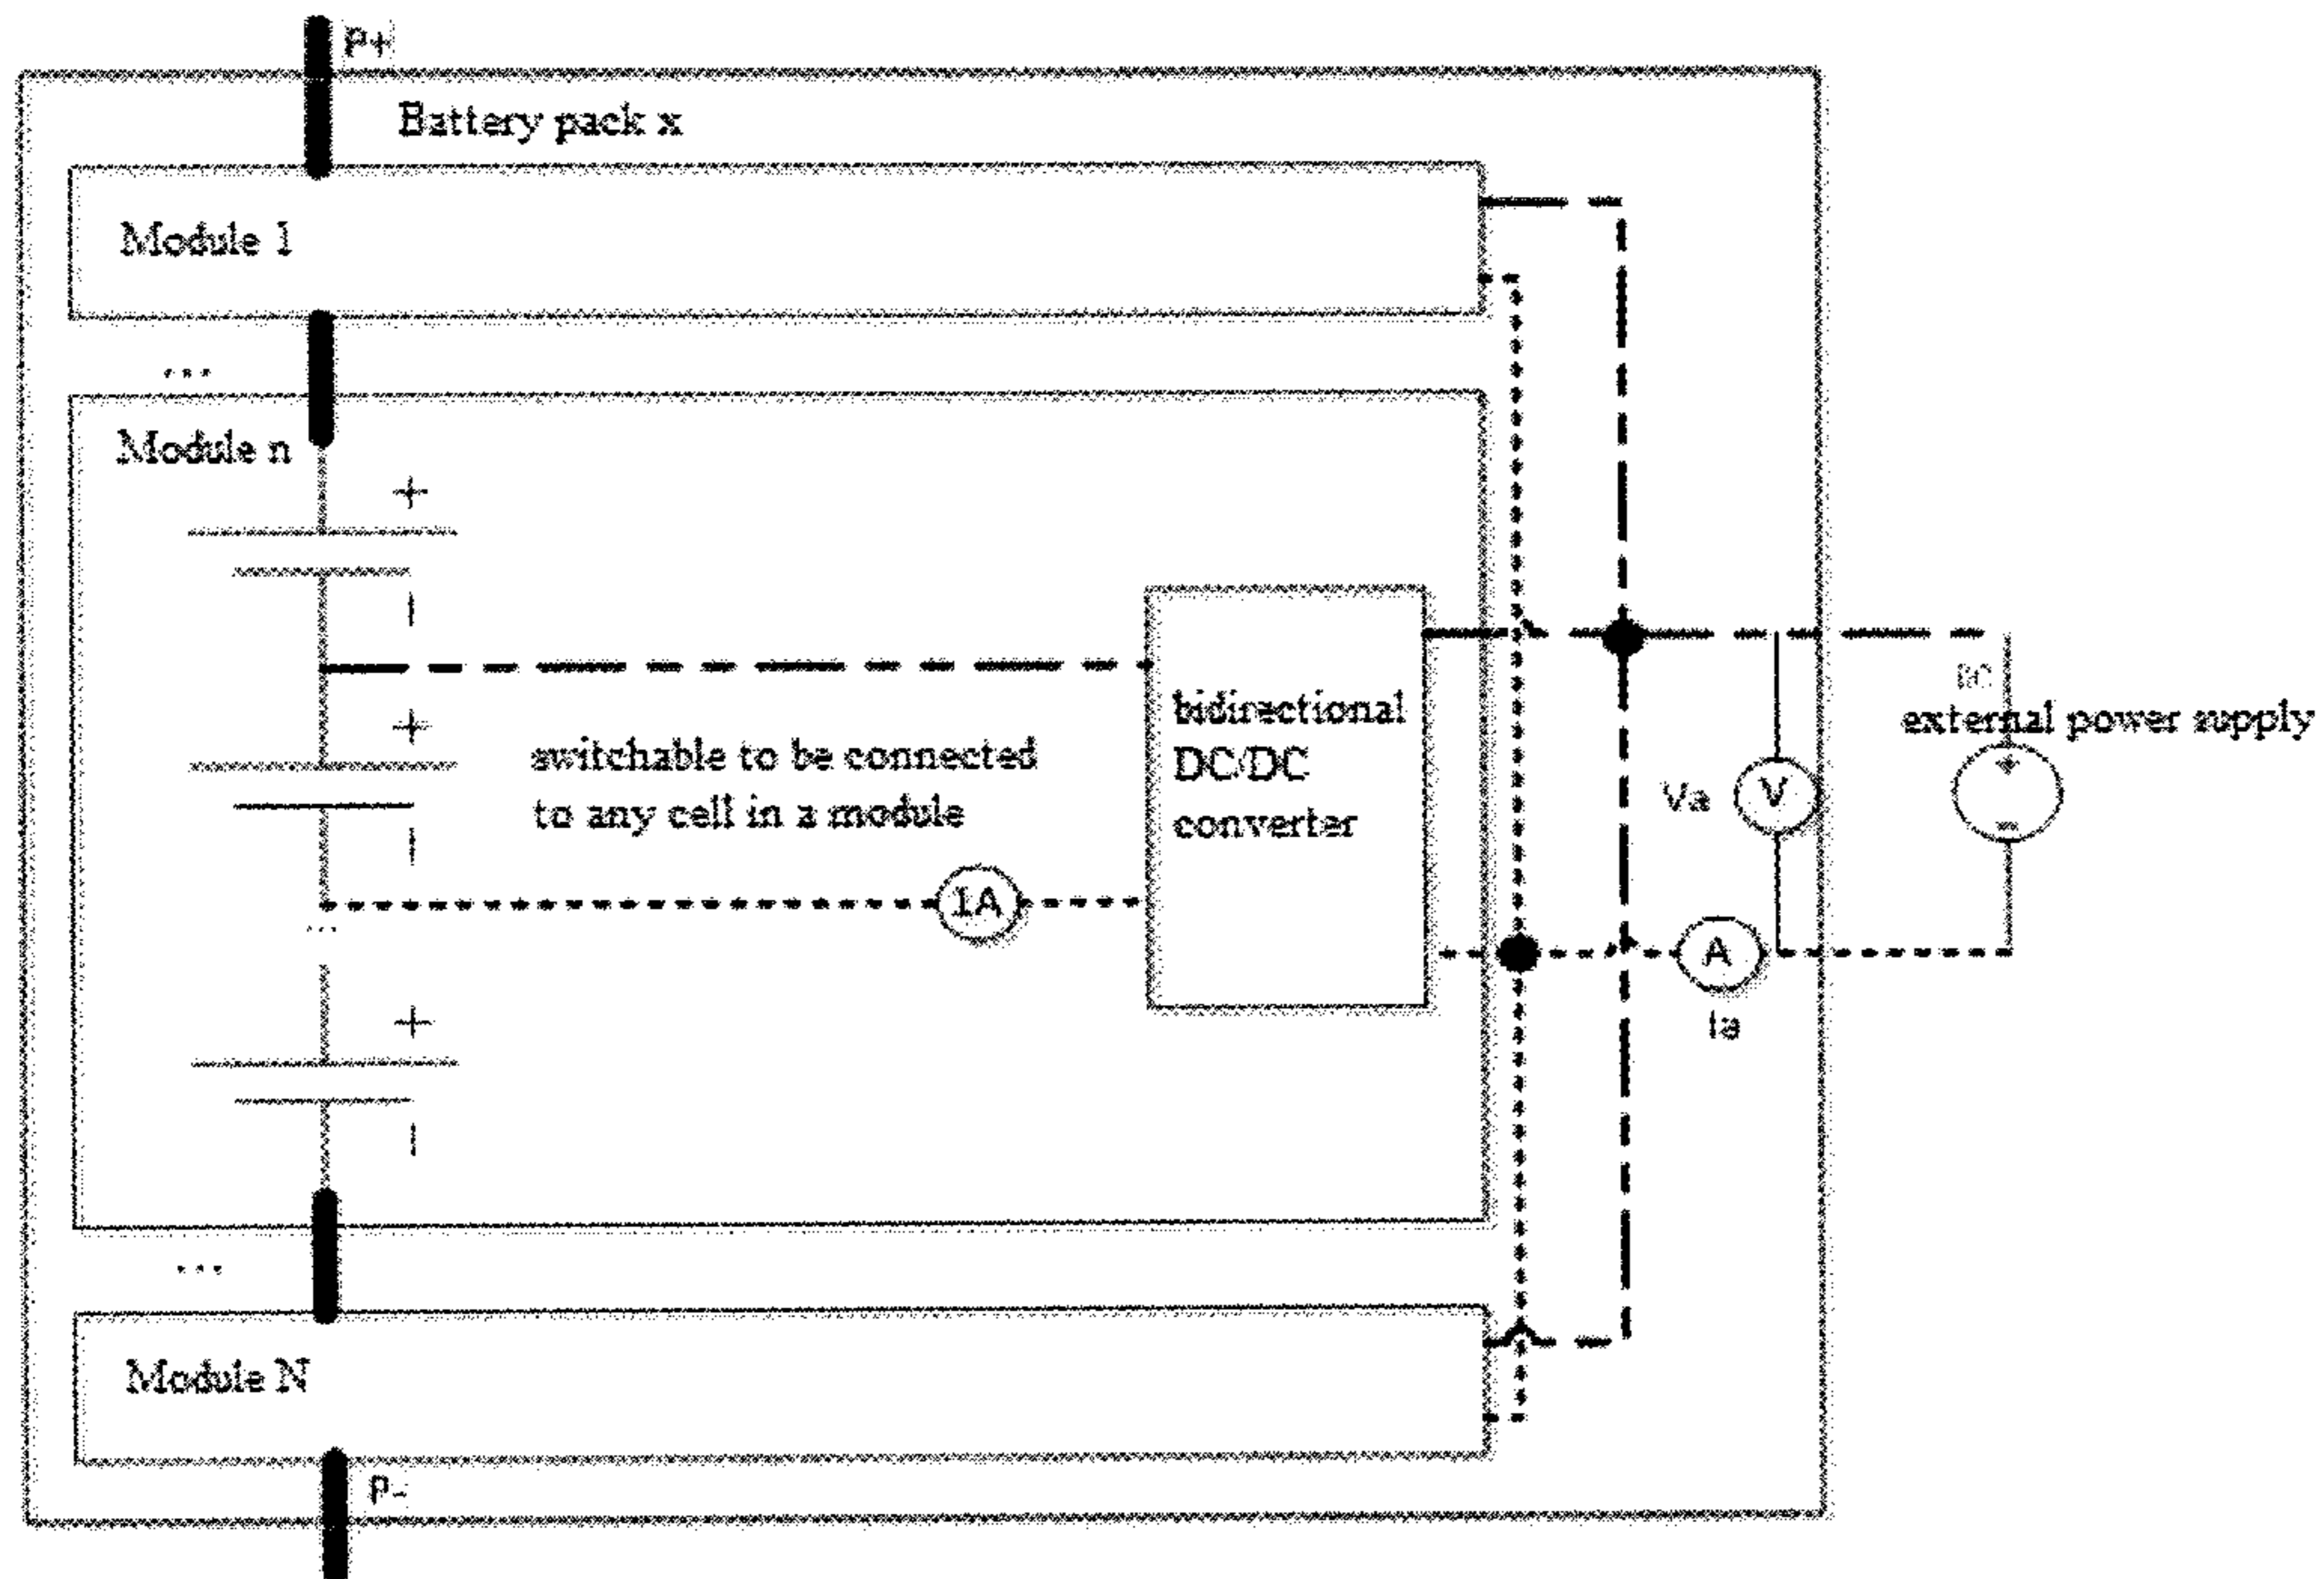 P+
Battery pack x
Module 1
...
Module n
+
−
+
−
switchable to be connected
to any cell in a module
bidirectional
DC/DC
converter
external power supply
+
−
Va
V
1A
A
Ia
...
+
−
...
Module N
P-